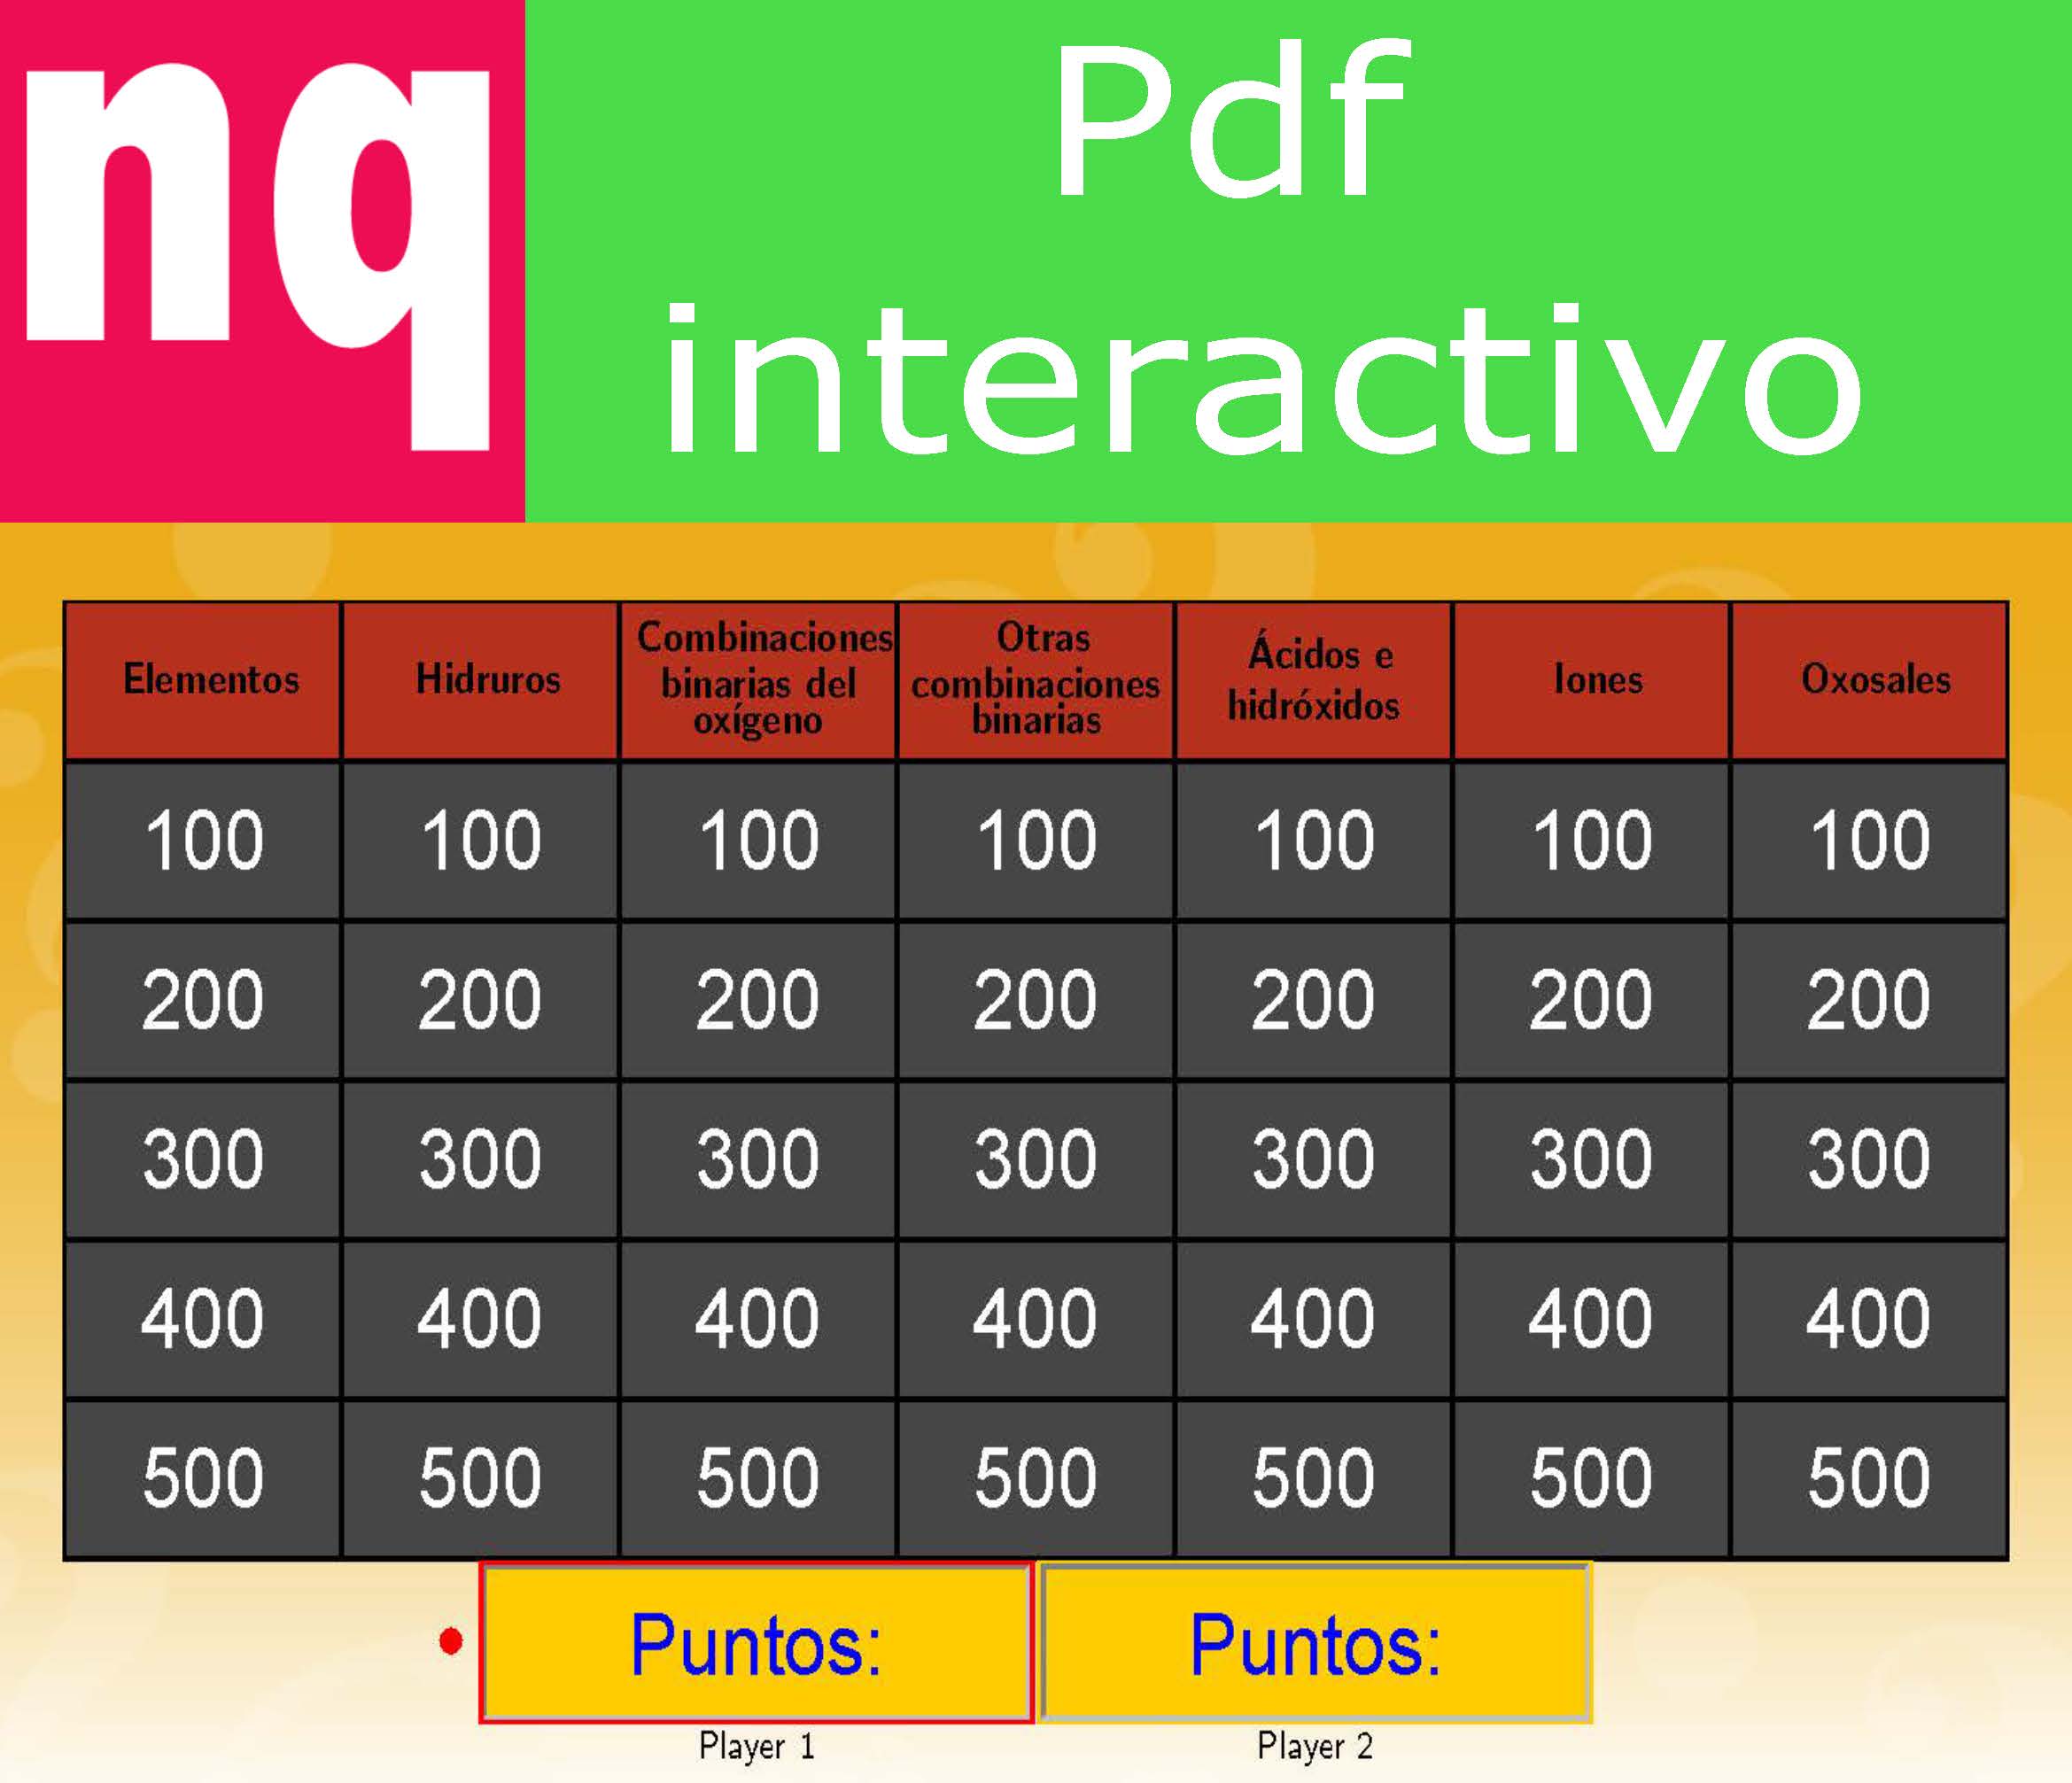 nq
Pdf
interactivo
Elementos
Hidruros
Combinaciones
binarias del
oxígeno
Otras
combinaciones
binarias
Ácidos e
hidróxidos
Iones
Oxosales
100 100 100 100 100 100 100
200 200 200 200 200 200 200
300 300 300 300 300 300 300
400 400 400 400 400 400 400
500 500 500 500 500 500 500
Puntos: Puntos:
Player 1 Player 2